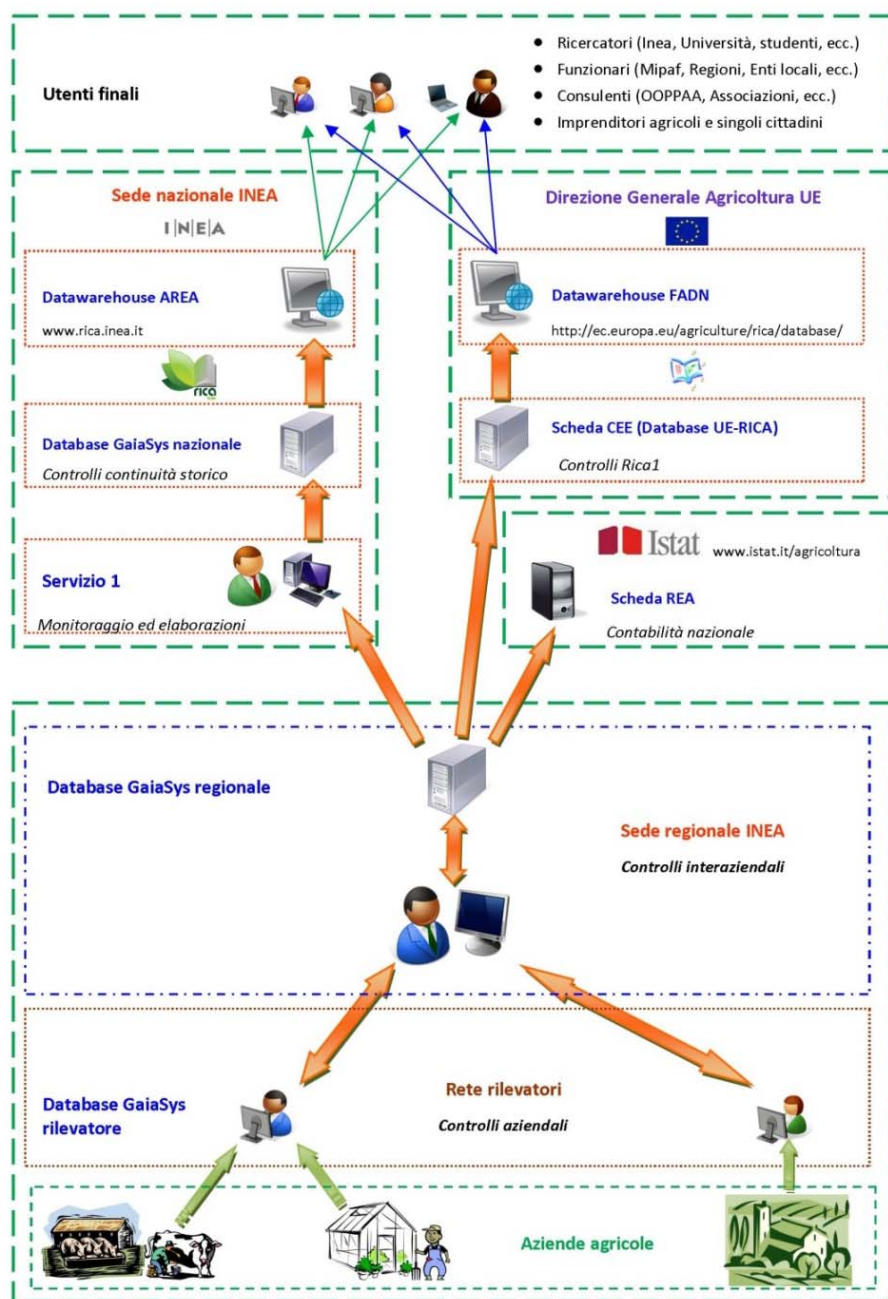 Utenti finali
● Ricercatori (Inea, Università, studenti, ecc.)
● Funzionari (Mipaf, Regioni, Enti locali, ecc.)
● Consulenti (OOPPAA, Associazioni, ecc.)
● Imprenditori agricoli e singoli cittadini
Sede nazionale INEA
I|N|E|A
Datawarehouse AREA
www.rica.inea.it
rica
Database GaiaSys nazionale
Controlli continuità storico
Servizio 1
Monitoraggio ed elaborazioni
Direzione Generale Agricoltura UE
Datawarehouse FADN
http://ec.europa.eu/agriculture/rica/database/
Scheda CEE (Database UE-RICA)
Controlli Rica1
Istat www.istat.it/agricoltura
Scheda REA
Contabilità nazionale
Database GaiaSys regionale
Sede regionale INEA
Controlli interaziendali
Database GaiaSys
rilevatore
Rete rilevatori
Controlli aziendali
Aziende agricole